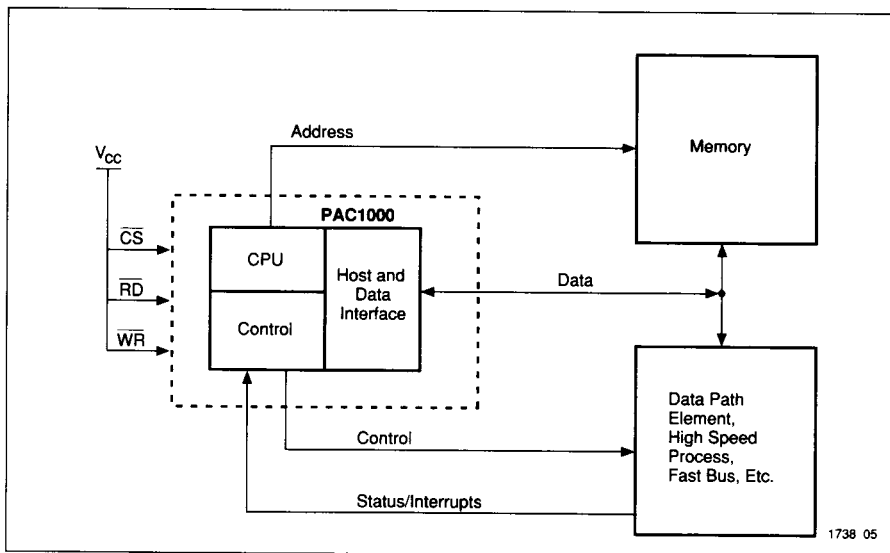 Address
Memory
VCC
PAC1000
CS
CPU
Host and
Data
Interface
Data
RD
Control
WR
Data Path
Element,
High Speed
Process,
Fast Bus, Etc.
Control
Status/Interrupts
1738 05